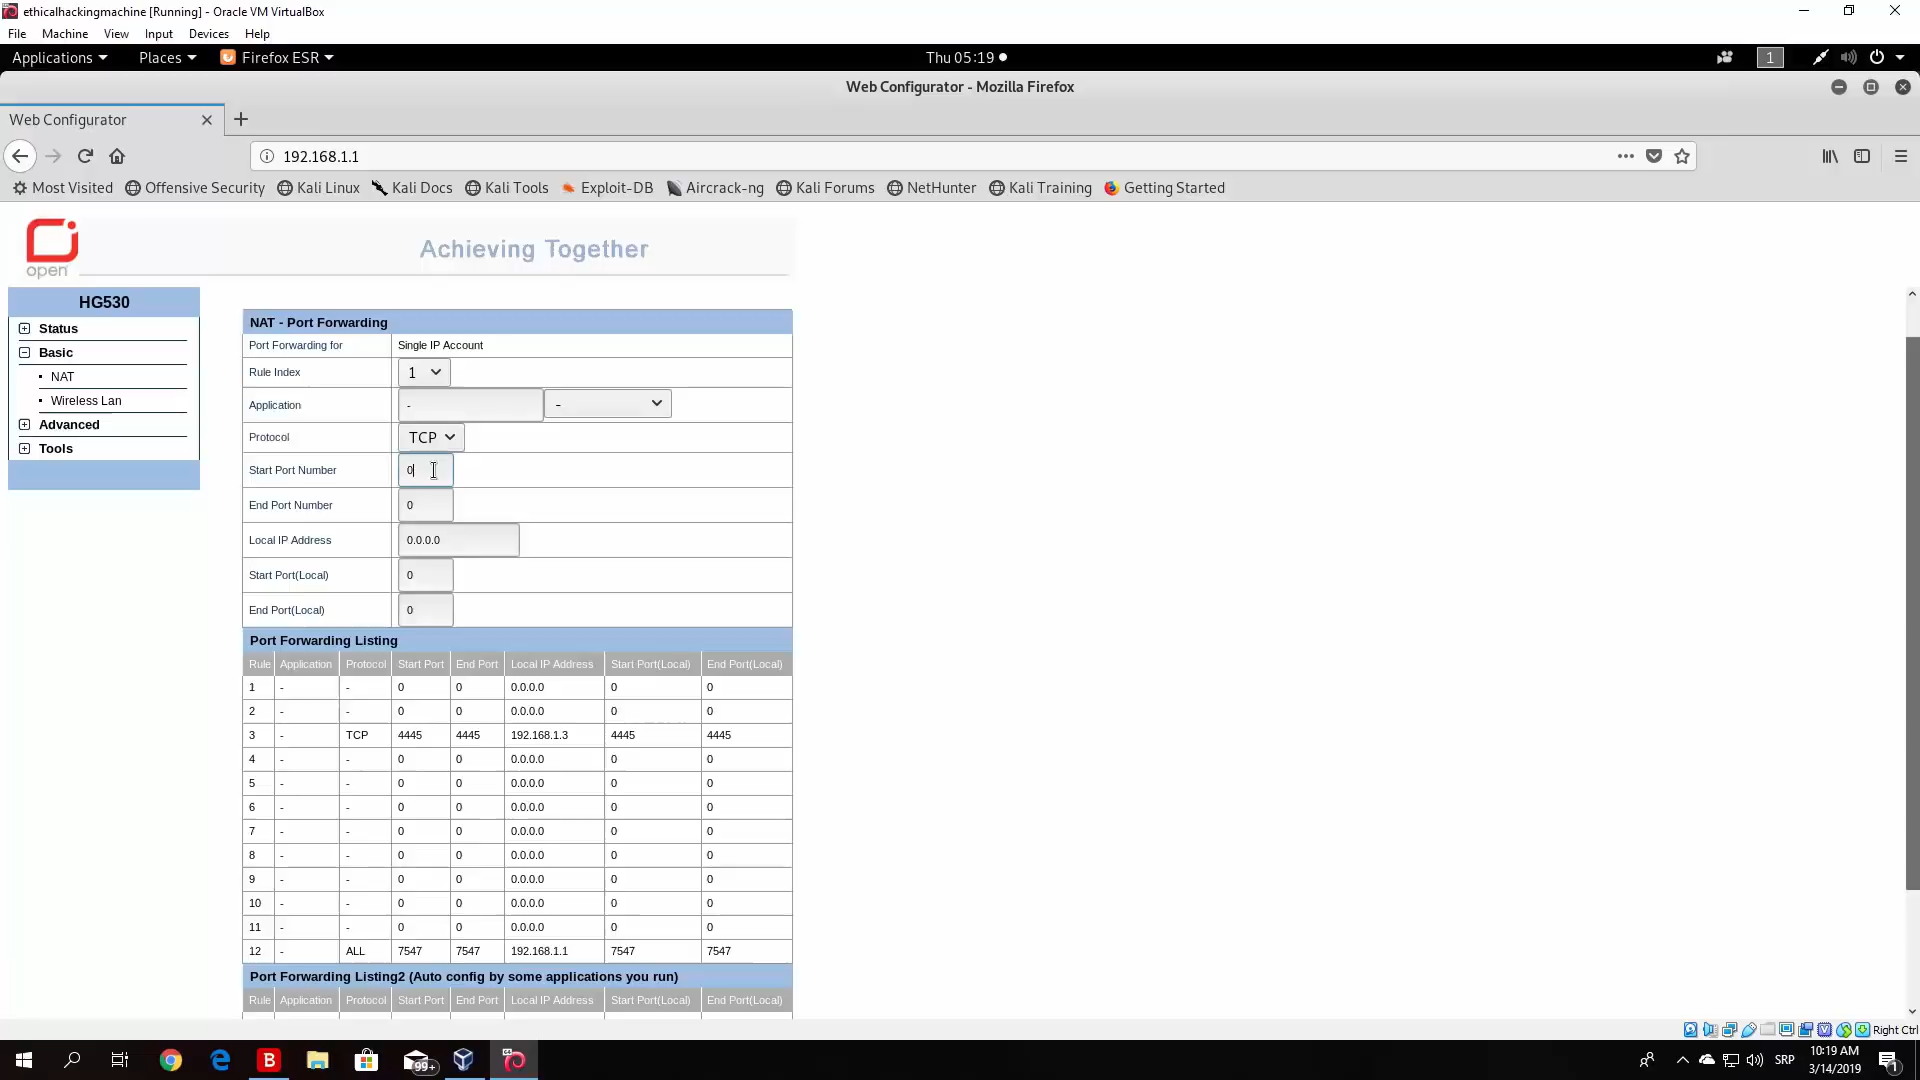 ethicalhackingmachine [Running] - Oracle VM VirtualBox
File Machine View Input Devices Help
Applications Places Firefox ESR Thu 05:19 1
Web Configurator - Mozilla Firefox
Web Configurator
192.168.1.1
Most Visited Offensive Security Kali Linux Kali Docs Kali Tools Exploit-DB Aircrack-ng Kali Forums NetHunter Kali Training Getting Started
open
Achieving Together
HG530
Status
Basic
NAT
Wireless Lan
Advanced
Tools
NAT - Port Forwarding
Port Forwarding for Single IP Account
Rule Index 1
Application - -
Protocol TCP
Start Port Number 0
End Port Number 0
Local IP Address 0.0.0.0
Start Port(Local) 0
End Port(Local) 0
Port Forwarding Listing
Rule Application Protocol Start Port End Port Local IP Address Start Port(Local) End Port(Local)
1 - - 0 0 0.0.0.0 0 0
2 - - 0 0 0.0.0.0 0 0
3 - TCP 4445 4445 192.168.1.3 4445 4445
4 - - 0 0 0.0.0.0 0 0
5 - - 0 0 0.0.0.0 0 0
6 - - 0 0 0.0.0.0 0 0
7 - - 0 0 0.0.0.0 0 0
8 - - 0 0 0.0.0.0 0 0
9 - - 0 0 0.0.0.0 0 0
10 - - 0 0 0.0.0.0 0 0
11 - - 0 0 0.0.0.0 0 0
12 - ALL 7547 7547 192.168.1.1 7547 7547
Port Forwarding Listing2 (Auto config by some applications you run)
Rule Application Protocol Start Port End Port Local IP Address Start Port(Local) End Port(Local)
Right Ctrl
B 99+ SRP 10:19 AM 1
3/14/2019